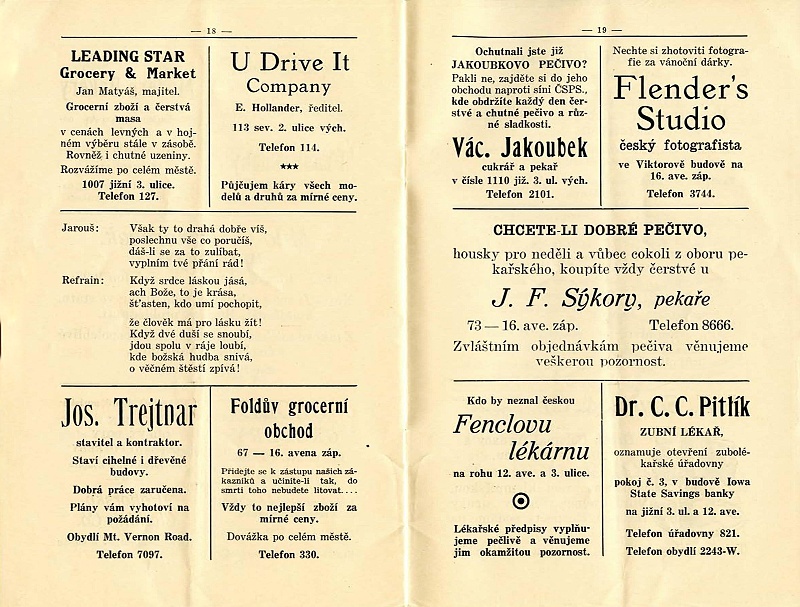 — 18 —
LEADING STAR
Grocery & Market
Jan Matyáš, majitel.
Grocerní zboží a čerstvá
masa
v cenách levných a v hoj-
ném výběru stále v zásobě.
Rovněž i chutné uzeniny.
Rozvážíme po celém městě.
1007 jižní 3. ulice.
Telefon 127.
U Drive It
Company
E. Hollander, ředitel.
113 sev. 2. ulice vých.
Telefon 114.
***
Půjčujem káry všech mo-
delů a druhů za mírné ceny.
Jarouš: Však ty to drahá dobře víš,
poslechnu vše co poručíš,
dáš-li se za to zulíbat,
vyplním tvé přání rád!
Refrain: Když srdce láskou jásá,
ach Bože, to je krása,
šť'asten, kdo umí pochopit,
že člověk má pro lásku žít!
Když dvé duší se snoubí,
jdou spolu v ráje loubí,
kde božská hudba snivá,
o věčném štěstí zpívá!
Jos. Trejtnar
stavitel a kontraktor.
Staví cihelné i dřevěné
budovy.
Dobrá práce zaručena.
Plány vám vyhotoví na
požádání.
Obydlí Mt. Vernon Road.
Telefon 7097.
Foldův grocerní
obchod
67 — 16. avena záp.
Přidejte se k zástupu našich zá-
kazníků a učiníte-li tak, do
smrti toho nebudete litovat....
Vždy to nejlepší zboží za
mírné ceny.
Dovážka po celém městě.
Telefon 330.
— 19 —
Ochutnali jste již
JAKOUBKOVO PEČIVO?
Pakli ne, zajděte si do jeho
obchodu naproti síni ČSPS.,
kde obdržíte každý den čer-
stvé a chutné pečivo a růz-
né sladkosti.
Vác. Jakoubek
cukrář a pekař
v čísle 1110 již. 3. ul. vých.
Telefon 2101.
Nechte si zhotoviti fotogra-
fie za vánoční dárky.
Flender's
Studio
český fotografista
ve Viktorově budově na
16. ave. záp.
Telefon 3744.
CHCETE-LI DOBRÉ PEČIVO,
housky pro neděli a vůbec cokoli z oboru pe-
kařského, koupíte vždy čerstvé u
J. F. Sýkory, pekaře
73 — 16. ave. záp. Telefon 8666.
Zvláštním objednávkám pečiva věnujeme
veškerou pozornost.
Kdo by neznal českou
Fenclovu
lékárnu
na rohu 12. ave. a 3. ulice.
Lékařské předpisy vyplňu-
jeme pečlivě a věnujeme
jim okamžitou pozornost.
Dr. C. C. Pitlík
ZUBNÍ LÉKAŘ,
oznamuje otevření zubolé-
kařské úřadovny
pokoj č. 3, v budově Iowa
State Savings banky
na jižní 3. ul a 12. ave.
Telefon úřadovny 821.
Telefon obydlí 2243-W.